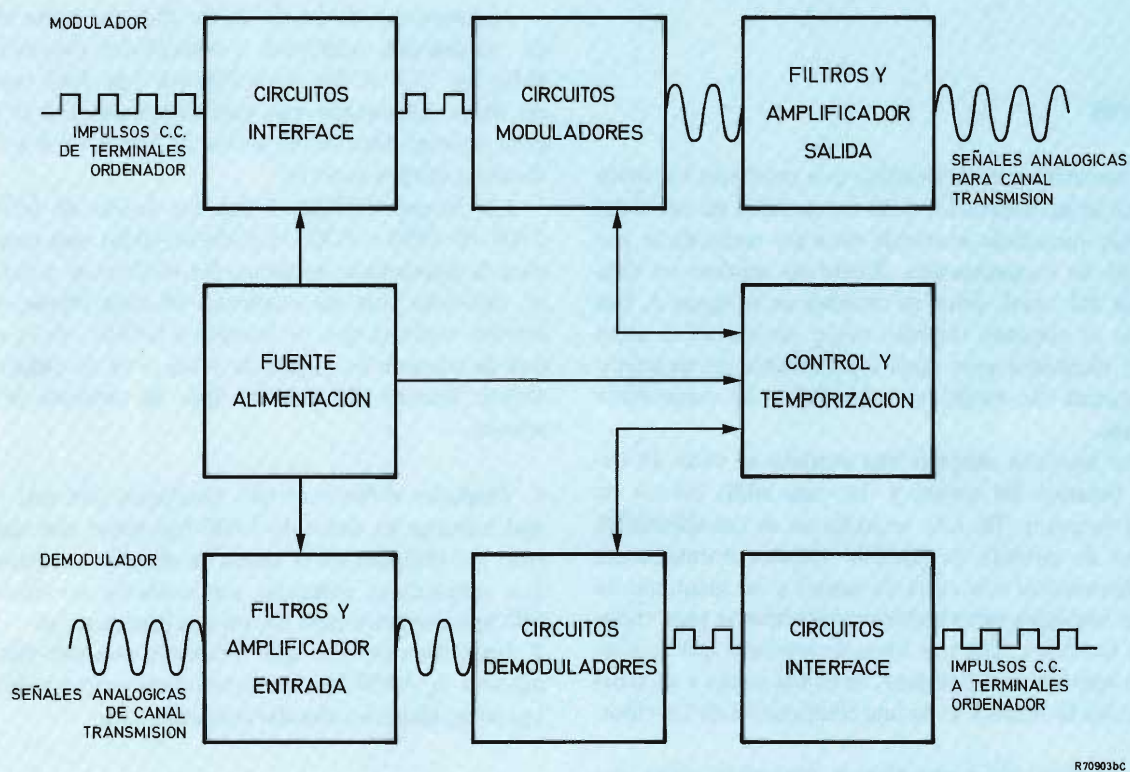 MODULADOR
IMPULSOS C.C.
DE TERMINALES
ORDENADOR
CIRCUITOS
INTERFACE
CIRCUITOS
MODULADORES
FILTROS Y
AMPLIFICADOR
SALIDA
SEÑALES ANALOGICAS
PARA CANAL
TRANSMISION
FUENTE
ALIMENTACION
CONTROL Y
TEMPORIZACION
DEMODULADOR
SEÑALES ANALOGICAS
DE CANAL
TRANSMISION
FILTROS Y
AMPLIFICADOR
ENTRADA
CIRCUITOS
DEMODULADORES
CIRCUITOS
INTERFACE
IMPULSOS C.C.
A TERMINALES
ORDENADOR
R70903bC